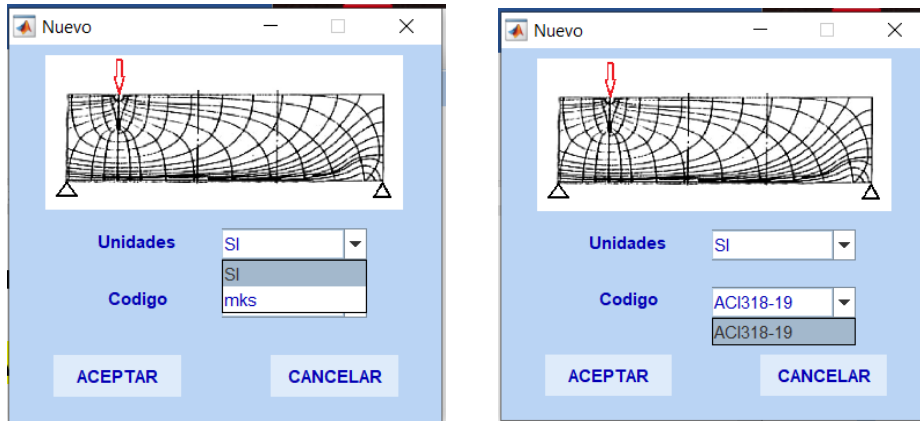 Nuevo
Unidades SI
SI
mks
Codigo
ACEPTAR CANCELAR
Nuevo
Unidades SI
Codigo ACI318-19
ACI318-19
ACEPTAR CANCELAR